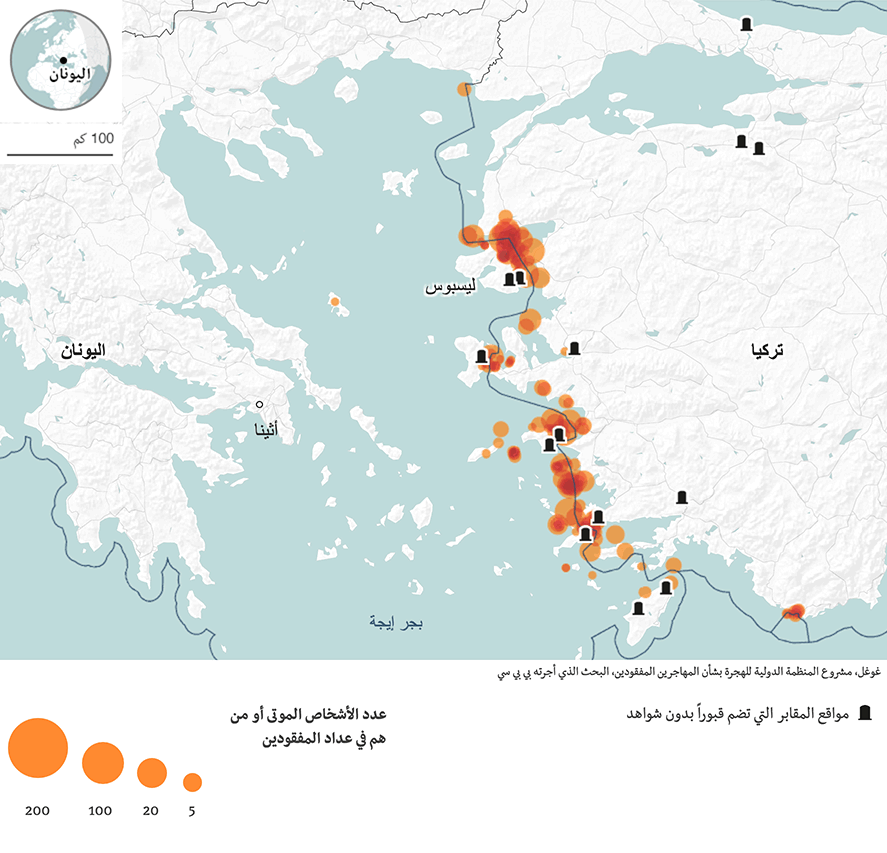 اليونان
100 كم
ليسبوس
اليونان
تركيا
أثينا
بجر إيجة
غوغل، مشروع المنظمة الدولية للهجرة بشأن المهاجرين المفقودين، البحث الذي أجرته بي بي سي
مواقع المقابر التي تضم قبوراً بدون شواهد
عدد الأشخاص الموتى أو من
هم في عداد المفقودين
200 100 20 5